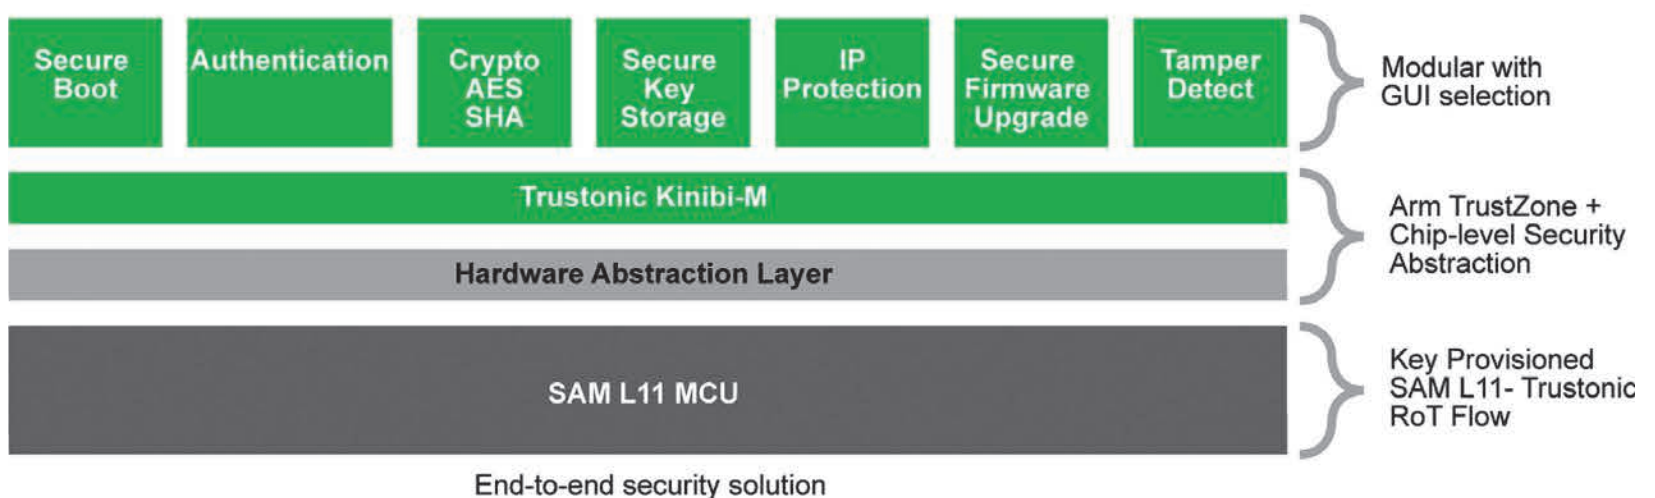 Secure
Boot
Authentication
Crypto
AES
SHA
Secure
Key
Storage
IP
Protection
Secure
Firmware
Upgrade
Tamper
Detect
Modular with
GUI selection
Trustonic Kinibi-M
Hardware Abstraction Layer
Arm TrustZone +
Chip-level Security
Abstraction
SAM L11 MCU
Key Provisioned
SAM L11- Trustonic
RoT Flow
End-to-end security solution